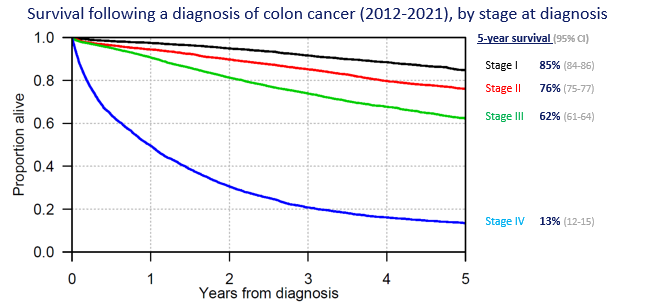 Survival following a diagnosis of colon cancer (2012-2021), by stage at diagnosis
5-year survival (95% CI)
1.0
0.8
0.6
0.4
0.2
0.0
Proportion alive
Stage I 85% (84-86)
Stage II 76% (75-77)
Stage III 62% (61-64)
Stage IV 13% (12-15)
0 1 2 3 4 5
Years from diagnosis